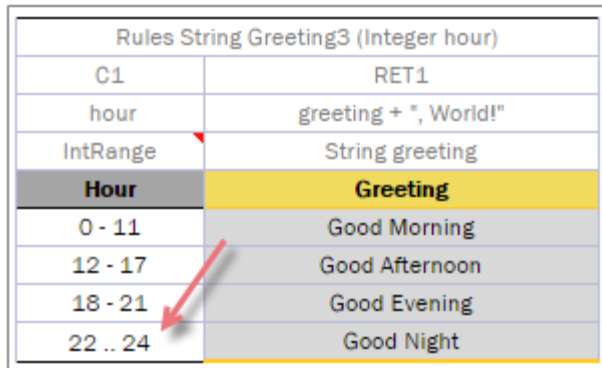 Rules String Greeting3 (Integer hour)
C1 RET1
hour greeting + ", World!"
IntRange String greeting
Hour Greeting
0 - 11 Good Morning
12 - 17 Good Afternoon
18 - 21 Good Evening
22 .. 24 Good Night